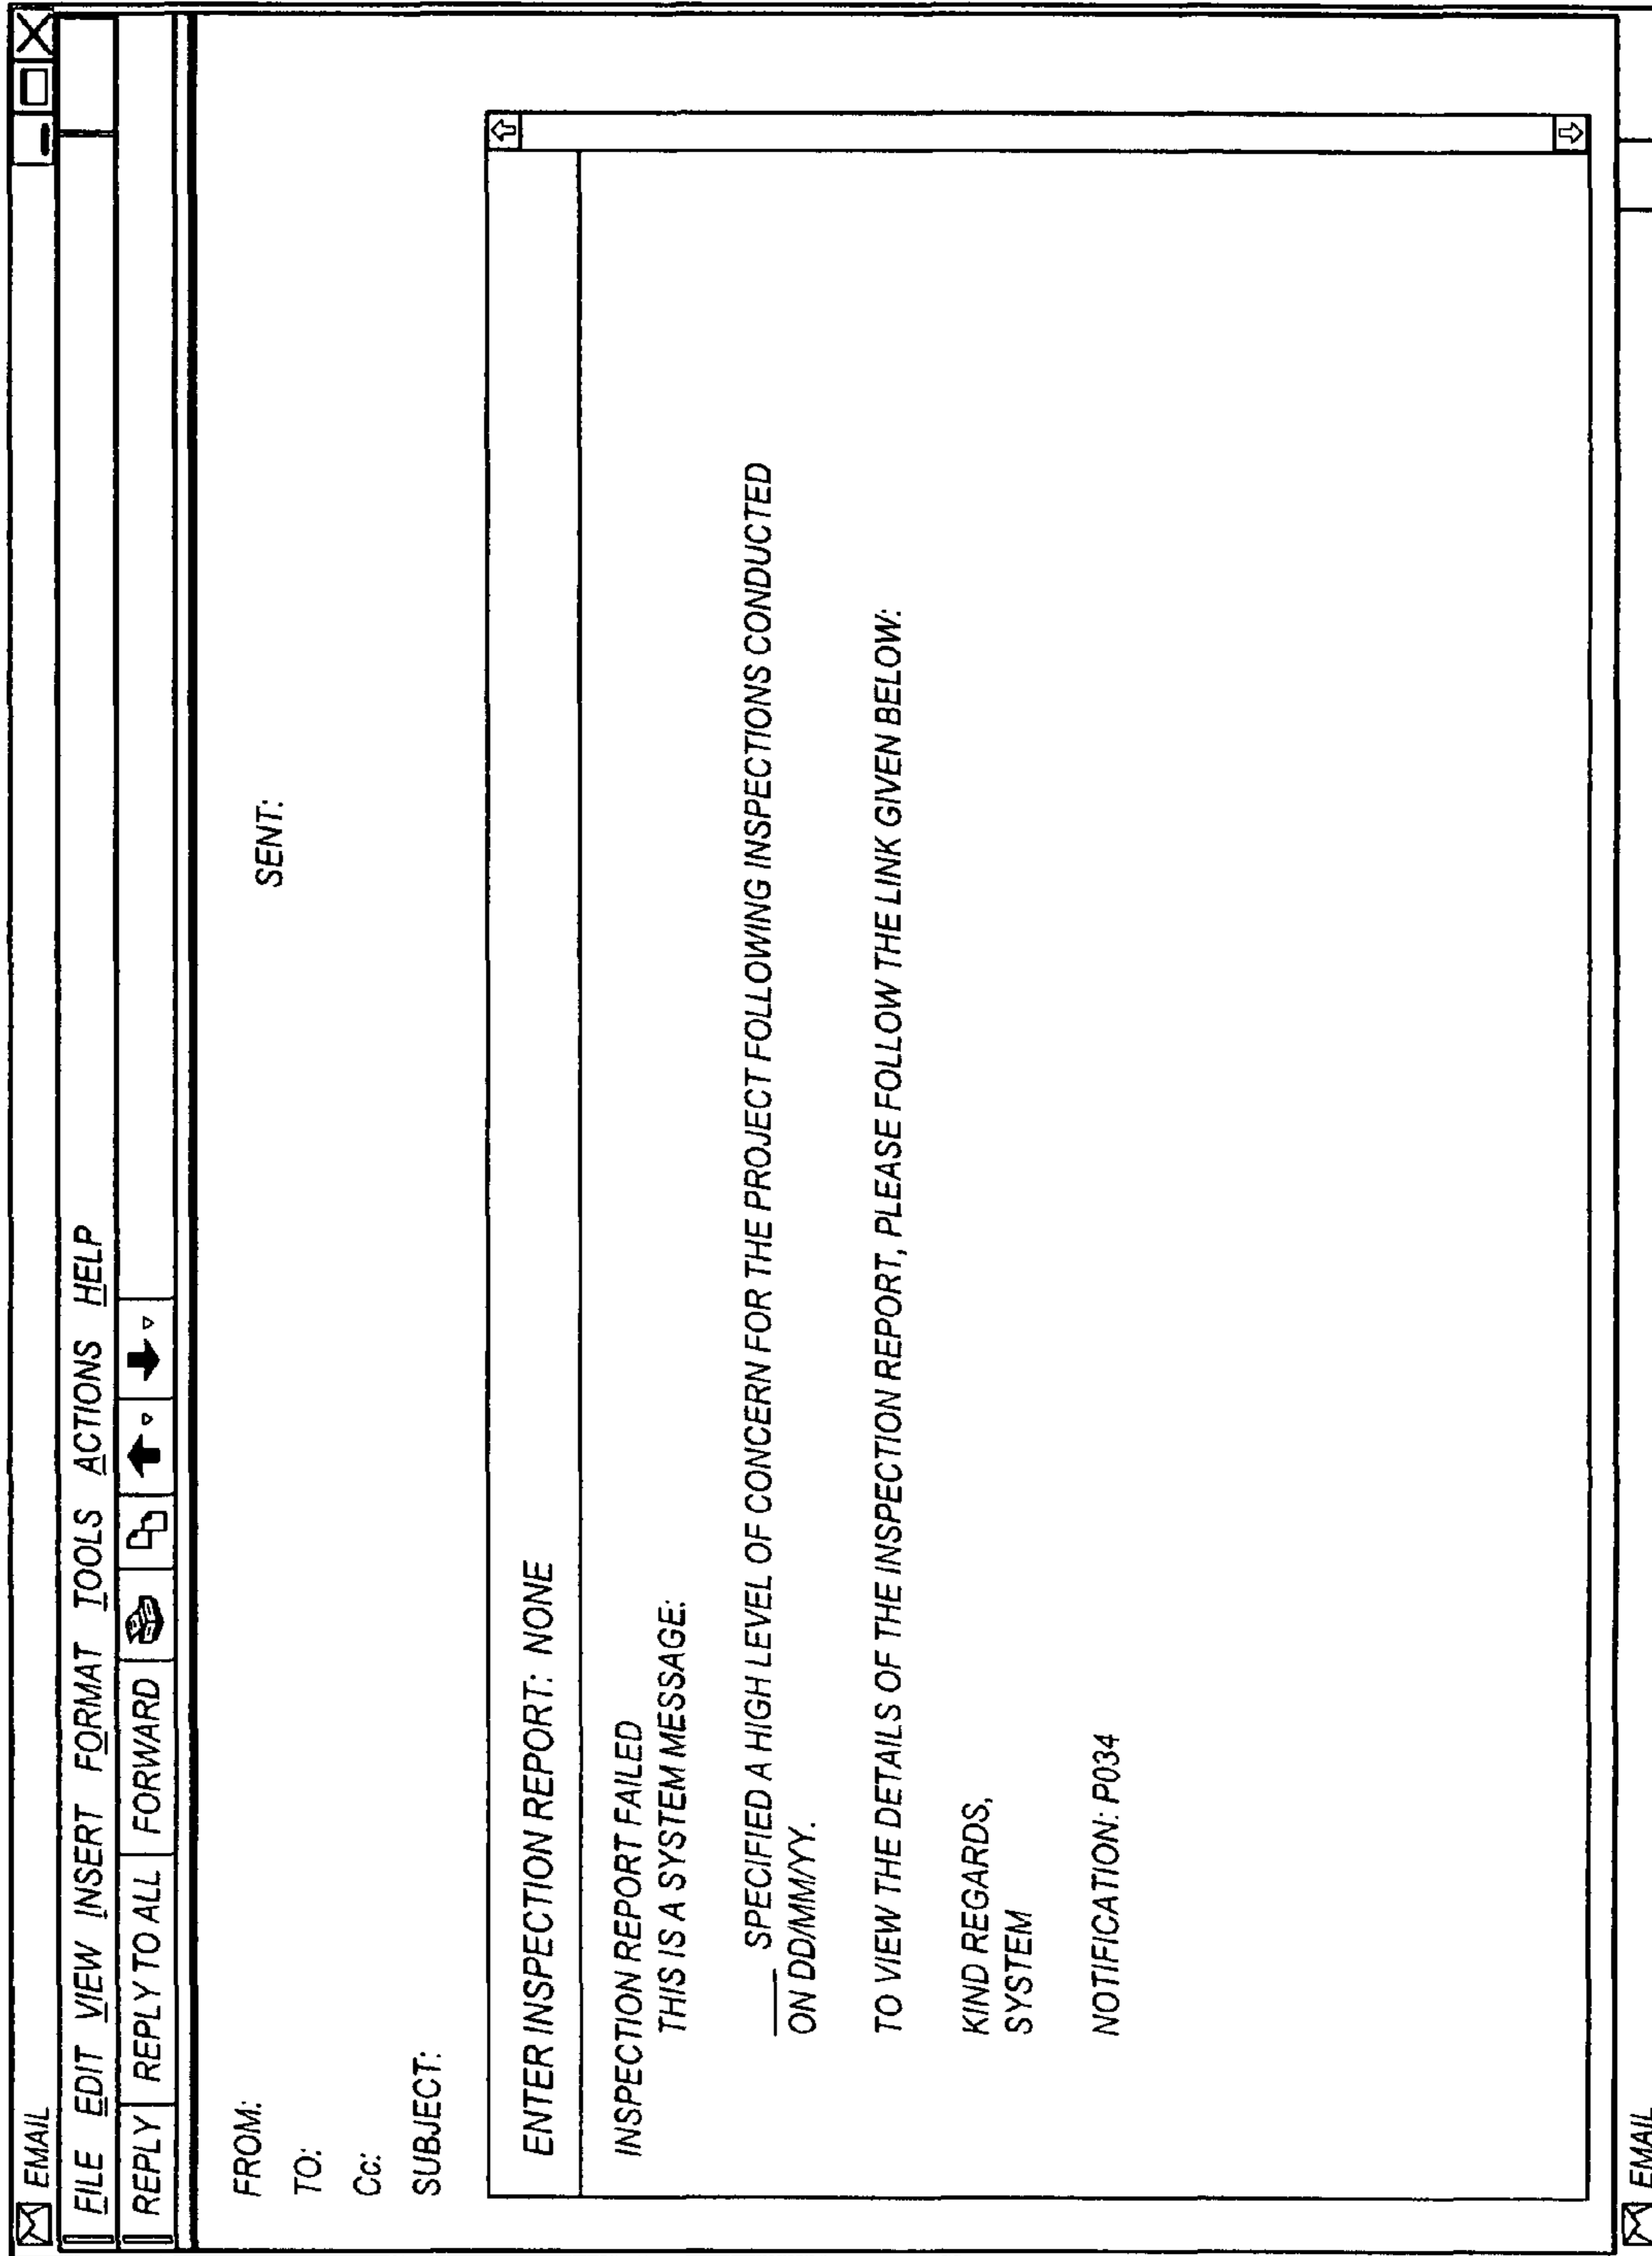 EMAIL
FILE EDIT VIEW INSERT FORMAT TOOLS ACTIONS HELP
REPLY REPLY TO ALL FORWARD
FROM:
SENT:
TO:
Cc:
SUBJECT:
ENTER INSPECTION REPORT: NONE
INSPECTION REPORT FAILED
THIS IS A SYSTEM MESSAGE:
____ SPECIFIED A HIGH LEVEL OF CONCERN FOR THE PROJECT FOLLOWING INSPECTIONS CONDUCTED
ON DD/MM/YY.
TO VIEW THE DETAILS OF THE INSPECTION REPORT, PLEASE FOLLOW THE LINK GIVEN BELOW:
KIND REGARDS,
SYSTEM
NOTIFICATION: P034
EMAIL